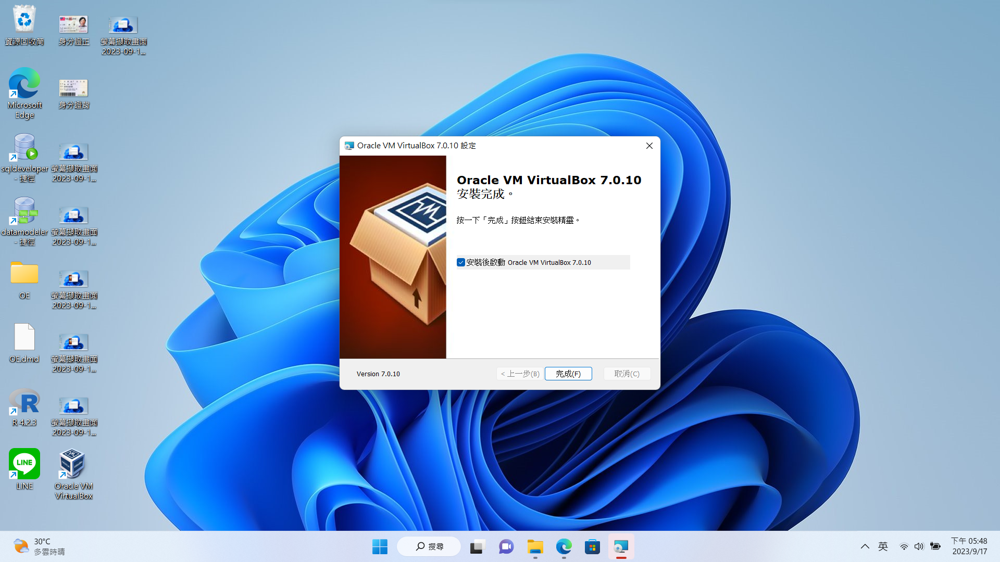 資源回收筒
身分證正
螢幕擷取畫面
2023-09-1...
Microsoft
Edge
身分證背
sqldeveloper
- 捷徑
螢幕擷取畫面
2023-09-1...
datamodeler
- 捷徑
螢幕擷取畫面
2023-09-1...
OE
螢幕擷取畫面
2023-09-1...
OE.dmd
螢幕擷取畫面
2023-09-1...
R 4.2.3
螢幕擷取畫面
2023-09-1...
LINE
LINE
Oracle VM
VirtualBox
Oracle VM VirtualBox 7.0.10 設定
Oracle VM VirtualBox 7.0.10
安裝完成。
按一下「完成」按鈕結束安裝精靈。
安裝後啟動 Oracle VM VirtualBox 7.0.10
Version 7.0.10
< 上一步(B)
完成(F)
取消(C)
30°C
多雲時晴
搜尋
英
下午 05:48
2023/9/17